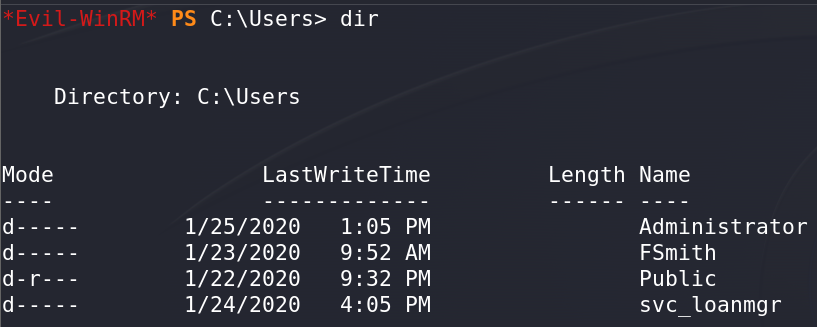 *Evil-WinRM* PS C:\Users> dir
Directory: C:\Users
Mode LastWriteTime Length Name
---- ------------- ------ ----
d----- 1/25/2020 1:05 PM Administrator
d----- 1/23/2020 9:52 AM FSmith
d-r--- 1/22/2020 9:32 PM Public
d----- 1/24/2020 4:05 PM svc_loanmgr